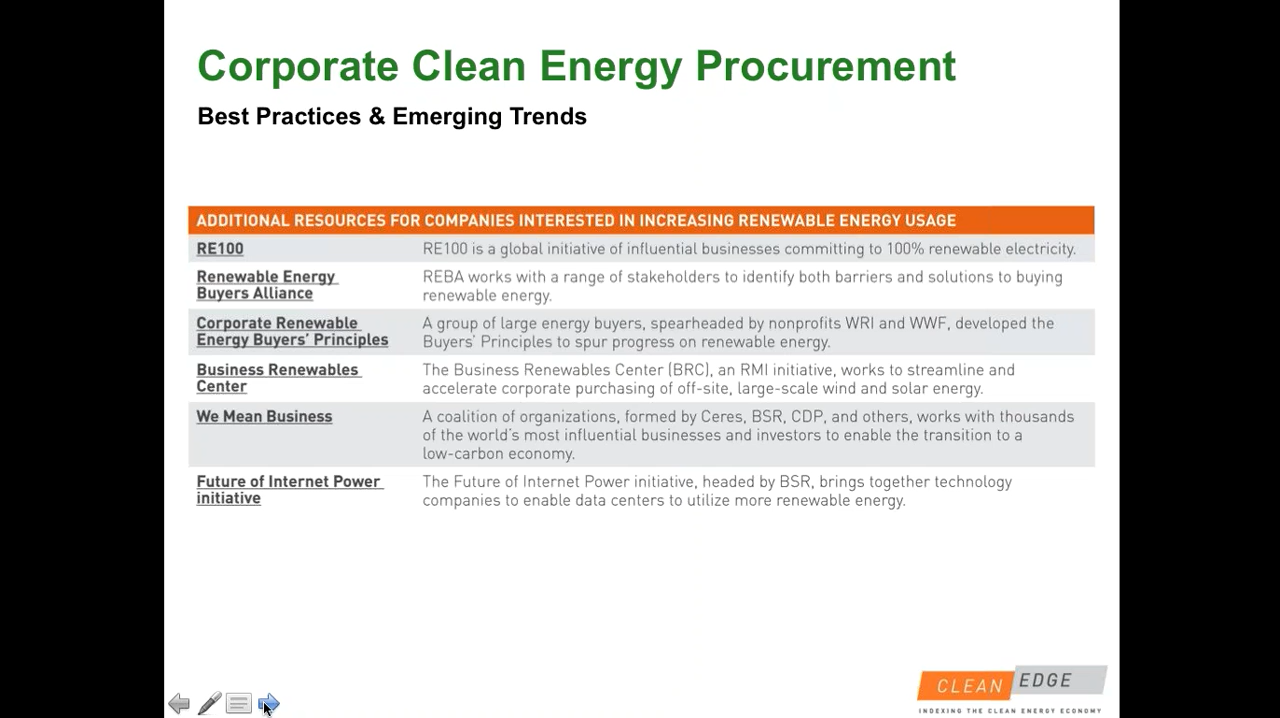 Corporate Clean Energy Procurement
Best Practices & Emerging Trends
ADDITIONAL RESOURCES FOR COMPANIES INTERESTED IN INCREASING RENEWABLE ENERGY USAGE
RE100
RE100 is a global initiative of influential businesses committing to 100% renewable electricity.
Renewable Energy
Buyers Alliance
REBA works with a range of stakeholders to identify both barriers and solutions to buying
renewable energy.
Corporate Renewable
Energy Buyers' Principles
A group of large energy buyers, spearheaded by nonprofits WRI and WWF, developed the
Buyers' Principles to spur progress on renewable energy.
Business Renewables
Center
The Business Renewables Center (BRC), an RMI initiative, works to streamline and
accelerate corporate purchasing of off-site, large-scale wind and solar energy.
We Mean Business
A coalition of organizations, formed by Ceres, BSR, CDP, and others, works with thousands
of the world's most influential businesses and investors to enable the transition to a
low-carbon economy.
Future of Internet Power
initiative
The Future of Internet Power initiative, headed by BSR, brings together technology
companies to enable data centers to utilize more renewable energy.
CLEAN EDGE
INDEXING THE CLEAN ENERGY ECONOMY